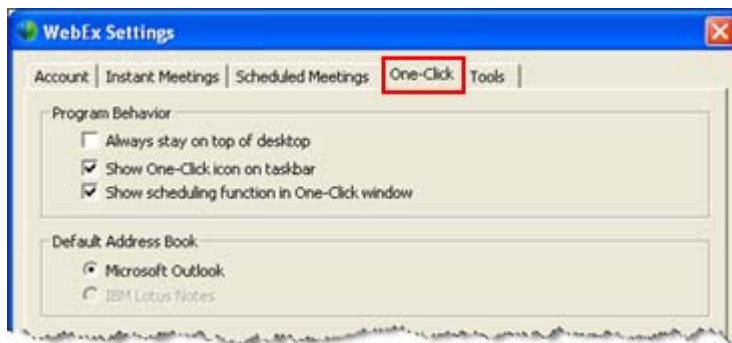 WebEx Settings
Account Instant Meetings Scheduled Meetings One-Click Tools
Program Behavior
Always stay on top of desktop
Show One-Click icon on taskbar
Show scheduling function in One-Click window
Default Address Book
Microsoft Outlook
IBM Lotus Notes